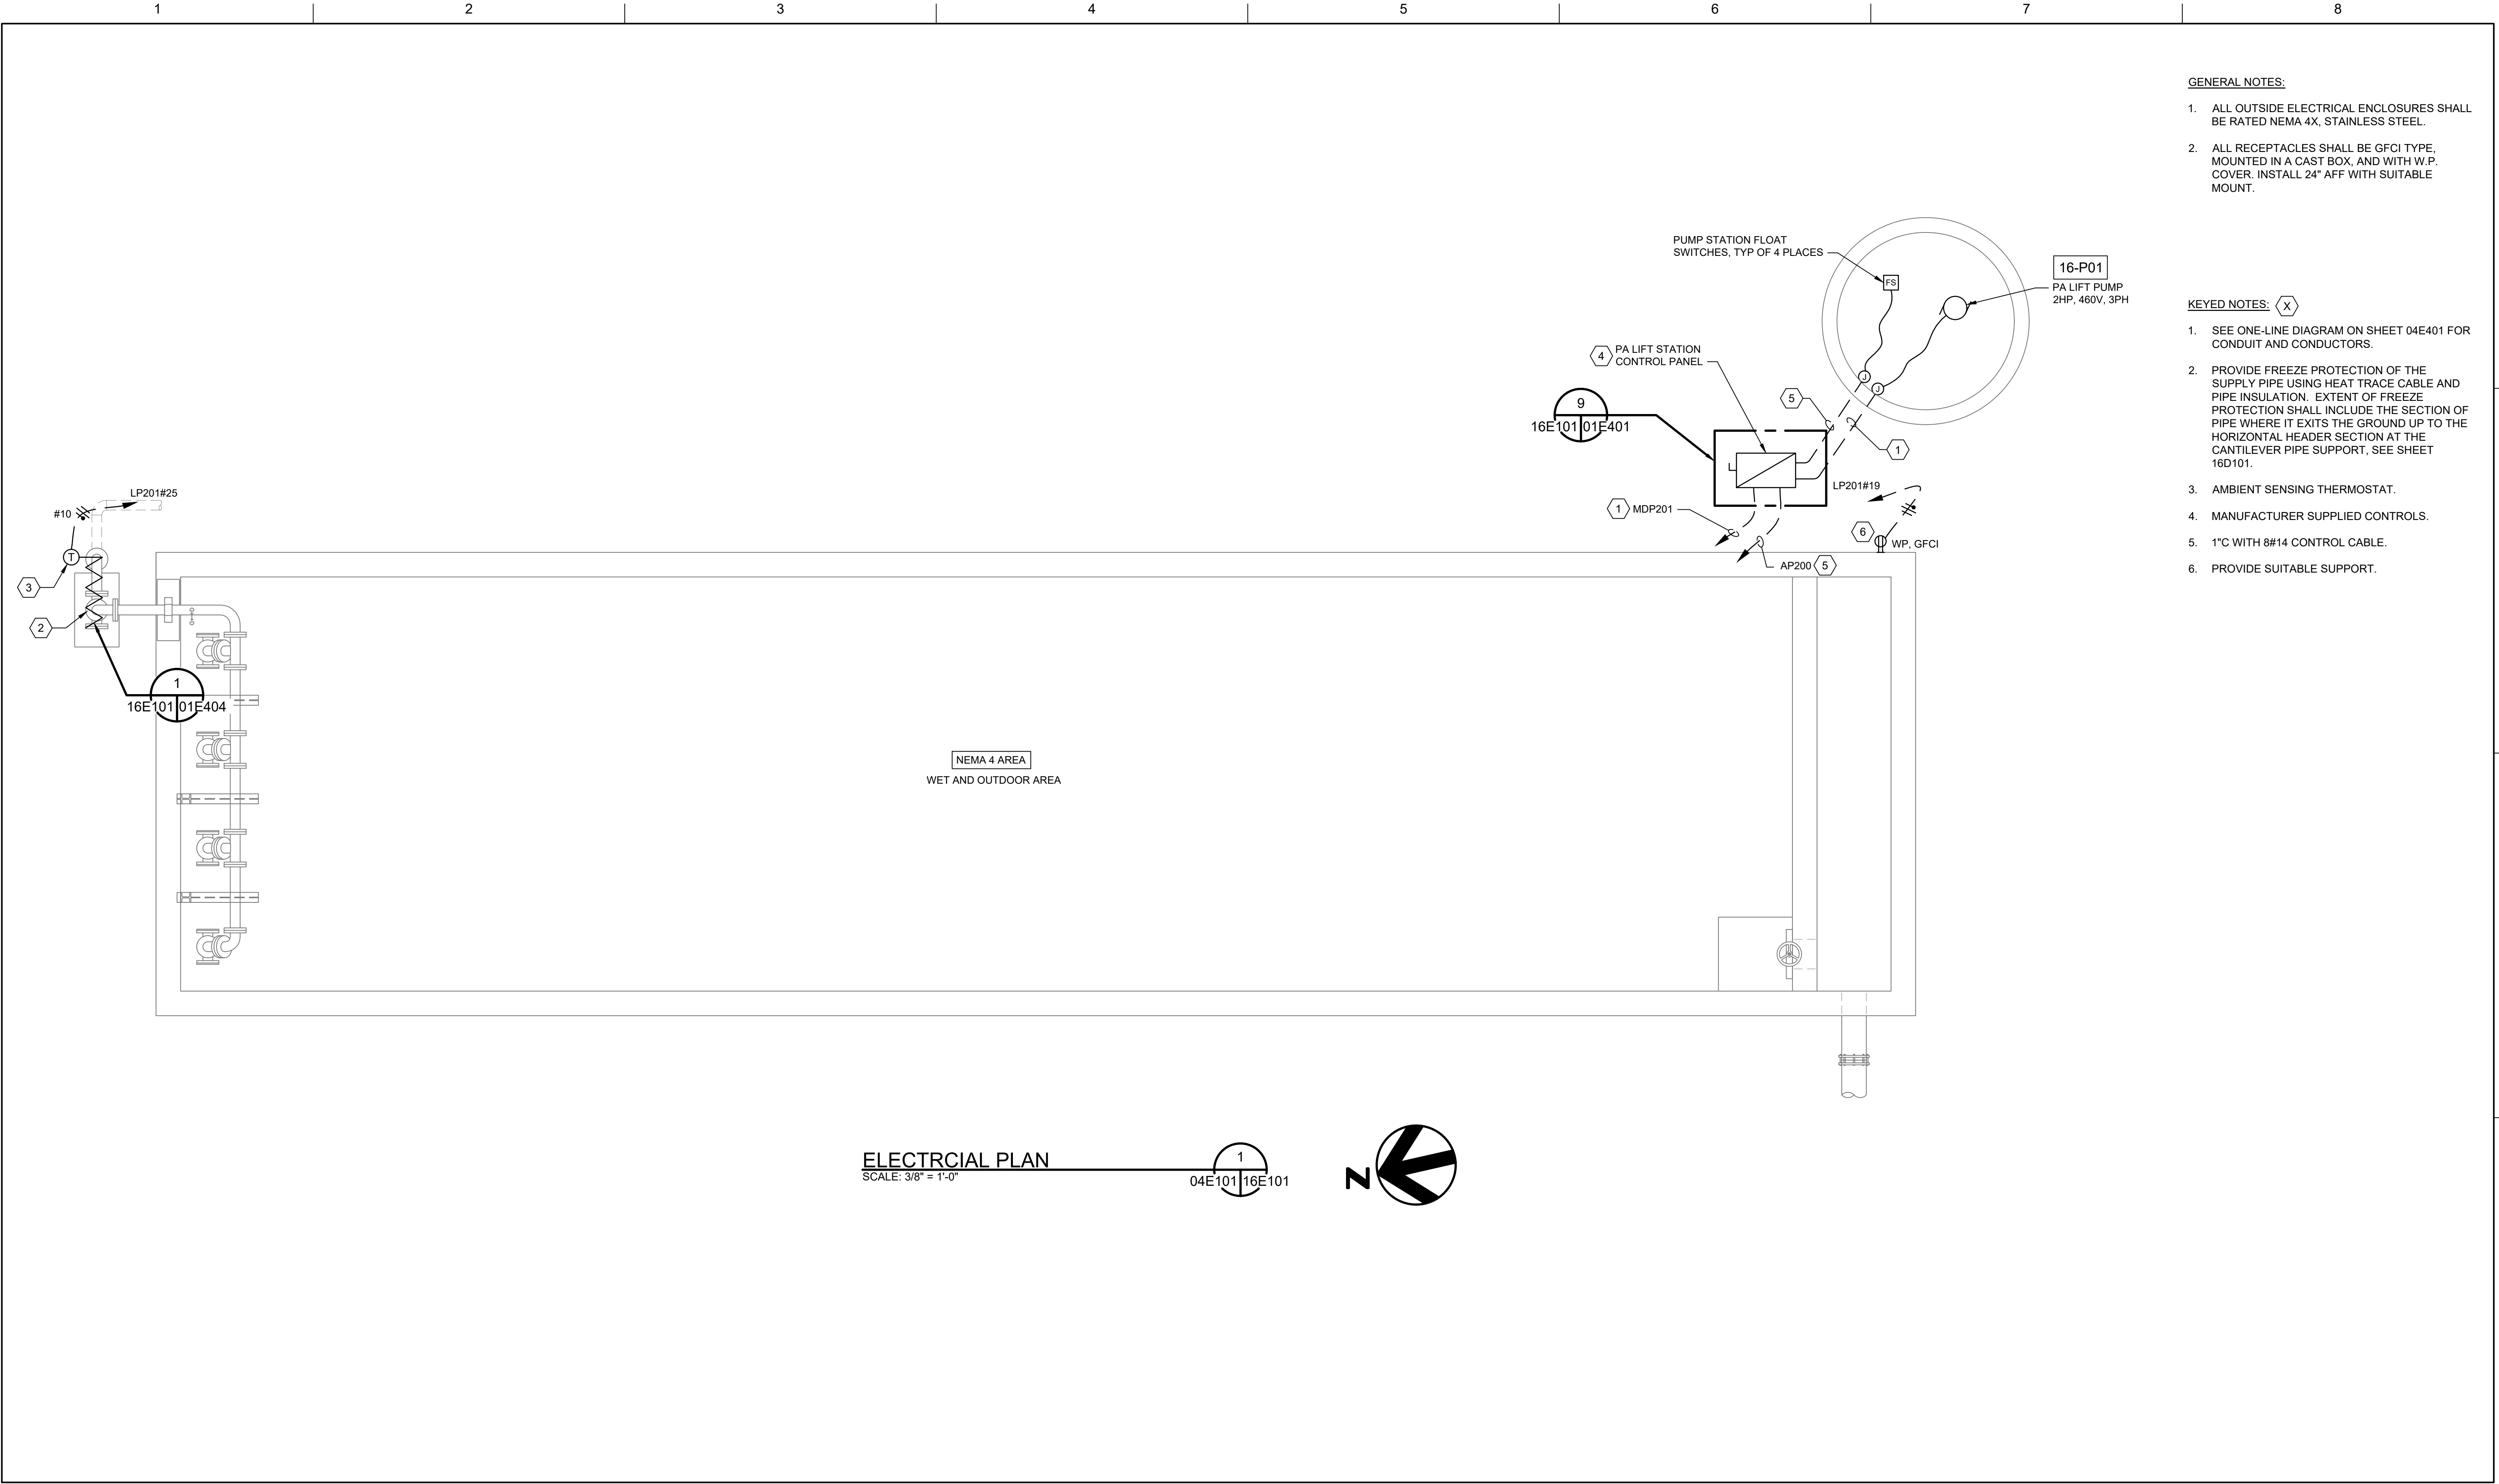 1 2 3 4 5 6 7 8
GENERAL NOTES:
1. ALL OUTSIDE ELECTRICAL ENCLOSURES SHALL
BE RATED NEMA 4X, STAINLESS STEEL.
2. ALL RECEPTACLES SHALL BE GFCI TYPE,
MOUNTED IN A CAST BOX, AND WITH W.P.
COVER. INSTALL 24" AFF WITH SUITABLE
MOUNT.
KEYED NOTES: X
1. SEE ONE-LINE DIAGRAM ON SHEET 04E401 FOR
CONDUIT AND CONDUCTORS.
2. PROVIDE FREEZE PROTECTION OF THE
SUPPLY PIPE USING HEAT TRACE CABLE AND
PIPE INSULATION. EXTENT OF FREEZE
PROTECTION SHALL INCLUDE THE SECTION OF
PIPE WHERE IT EXITS THE GROUND UP TO THE
HORIZONTAL HEADER SECTION AT THE
CANTILEVER PIPE SUPPORT, SEE SHEET
16D101.
3. AMBIENT SENSING THERMOSTAT.
4. MANUFACTURER SUPPLIED CONTROLS.
5. 1"C WITH 8#14 CONTROL CABLE.
6. PROVIDE SUITABLE SUPPORT.
PUMP STATION FLOAT
SWITCHES, TYP OF 4 PLACES
FS
16-P01
PA LIFT PUMP
2HP, 460V, 3PH
4 PA LIFT STATION
CONTROL PANEL
J
J
5
9
16E101 01E401
1
LP201#19
1 MDP201
6
WP, GFCI
AP200 5
LP201#25
#10
T
3
2
1
16E101 01E404
NEMA 4 AREA
WET AND OUTDOOR AREA
ELECTRCIAL PLAN
SCALE: 3/8" = 1'-0"
1
04E101 16E101
N